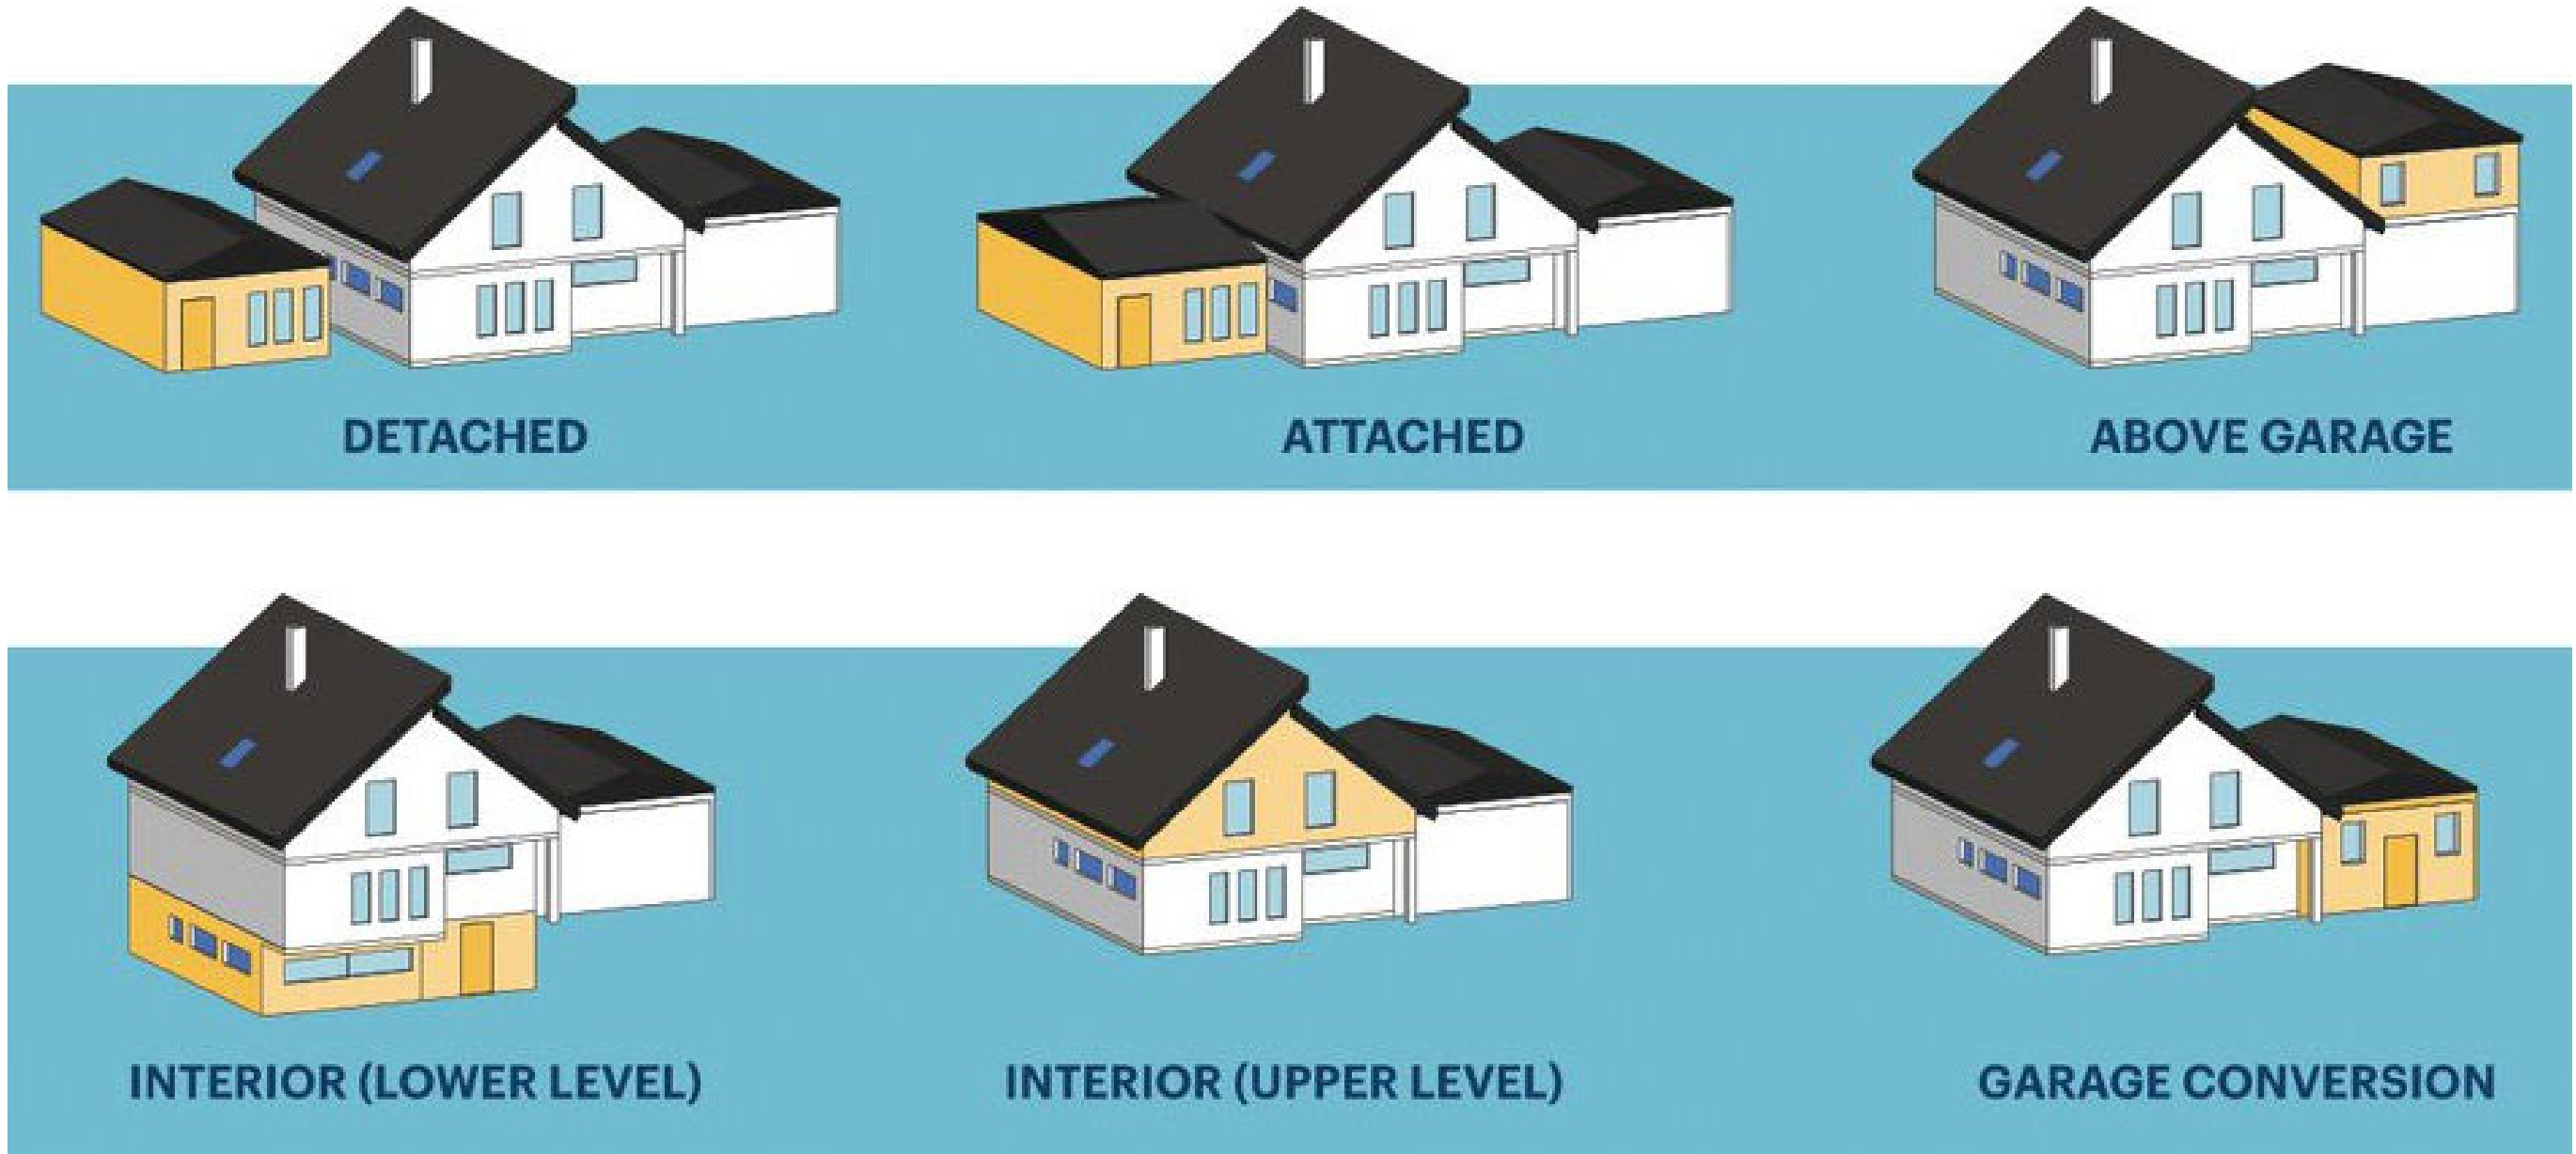 DETACHED
ATTACHED
ABOVE GARAGE
INTERIOR (LOWER LEVEL)
INTERIOR (UPPER LEVEL)
GARAGE CONVERSION